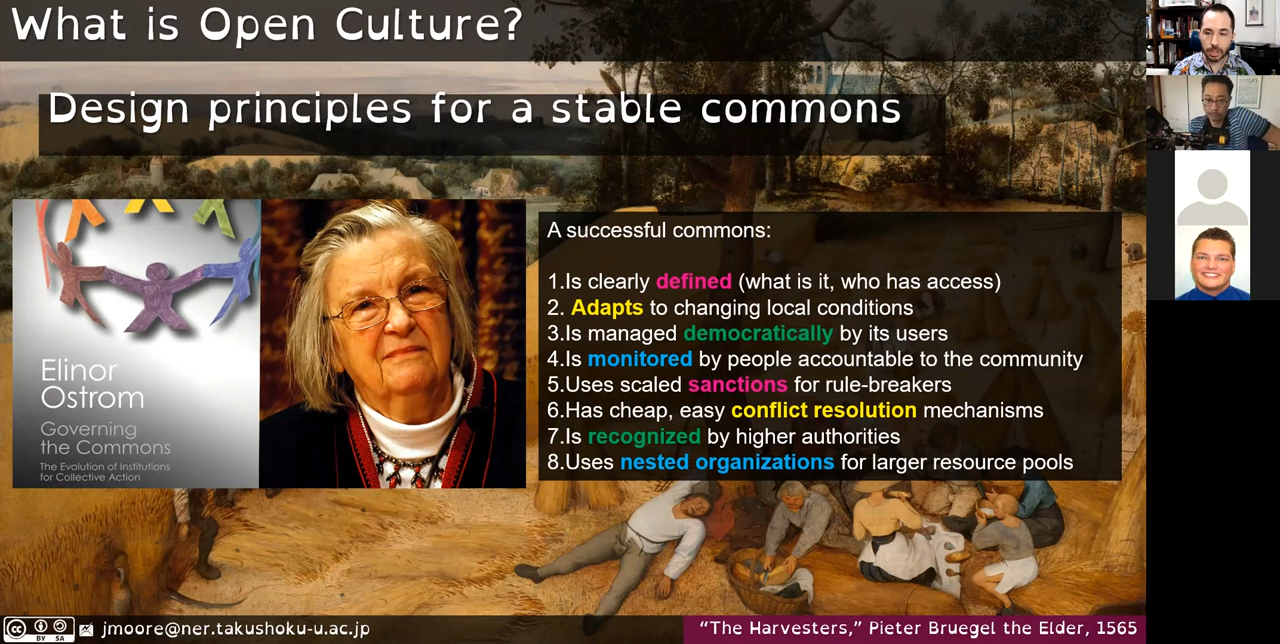 What is Open Culture?
Design principles for a stable commons
Elinor
Ostrom
Governing
the Commons
The Evolution of Institutions
for Collective Action
A successful commons:
1.Is clearly defined (what is it, who has access)
2. Adapts to changing local conditions
3.Is managed democratically by its users
4.Is monitored by people accountable to the community
5.Uses scaled sanctions for rule-breakers
6.Has cheap, easy conflict resolution mechanisms
7.Is recognized by higher authorities
8.Uses nested organizations for larger resource pools
cc BY SA
jmoore@ner.takushoku-u.ac.jp
“The Harvesters,” Pieter Bruegel the Elder, 1565